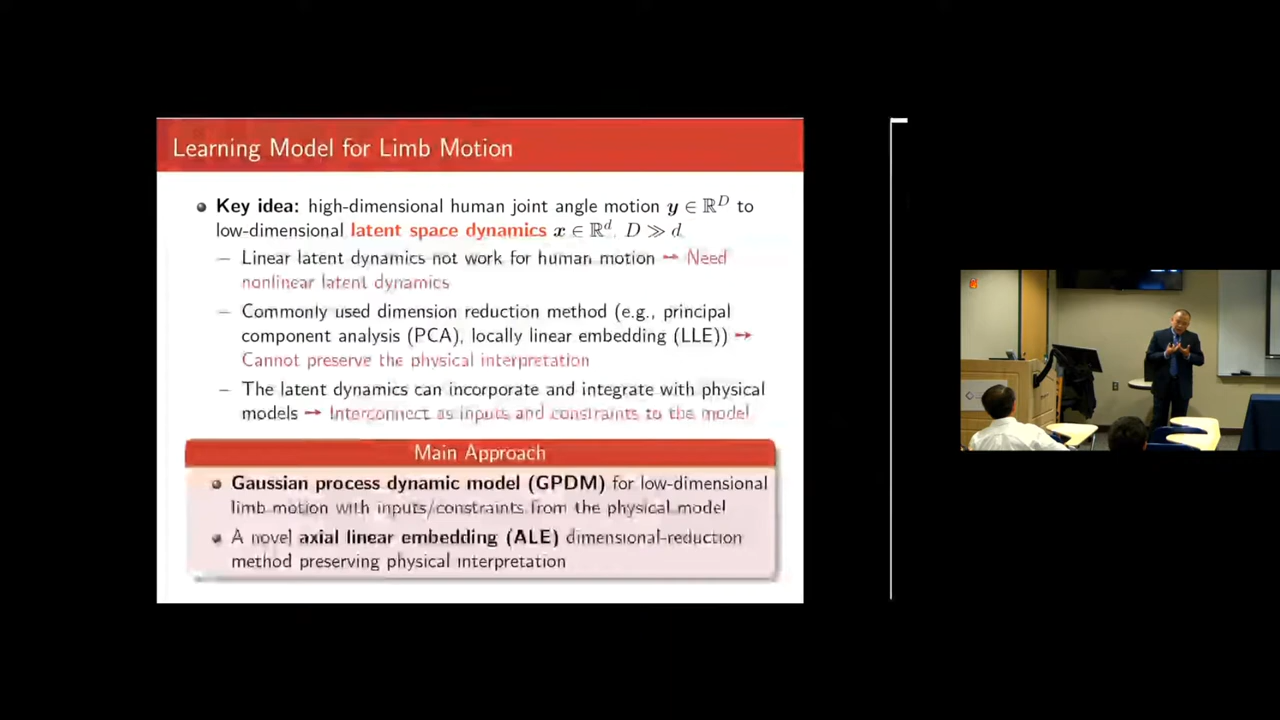 Learning Model for Limb Motion
Key idea: high-dimensional human joint angle motion y ∈ ℝ^D to
low-dimensional latent space dynamics x ∈ ℝ^d, D ≫ d
– Linear latent dynamics not work for human motion ➙ Need
nonlinear latent dynamics
– Commonly used dimension reduction method (e.g., principal
component analysis (PCA), locally linear embedding (LLE)) ➙
Cannot preserve the physical interpretation
– The latent dynamics can incorporate and integrate with physical
models ➙ Interconnect as inputs and constraints to the model
Main Approach
Gaussian process dynamic model (GPDM) for low-dimensional
limb motion with inputs/constraints from the physical model
A novel axial linear embedding (ALE) dimensional-reduction
method preserving physical interpretation